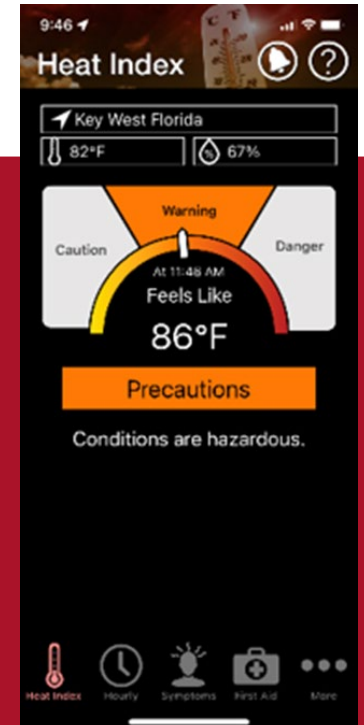 9:46
Heat Index
?
Key West Florida
82°F
% 67%
Warning
Caution
Danger
At 11:46 AM
Feels Like
86°F
Precautions
Conditions are hazardous.
Heat Index
Hourly
Symptoms
First Aid
More